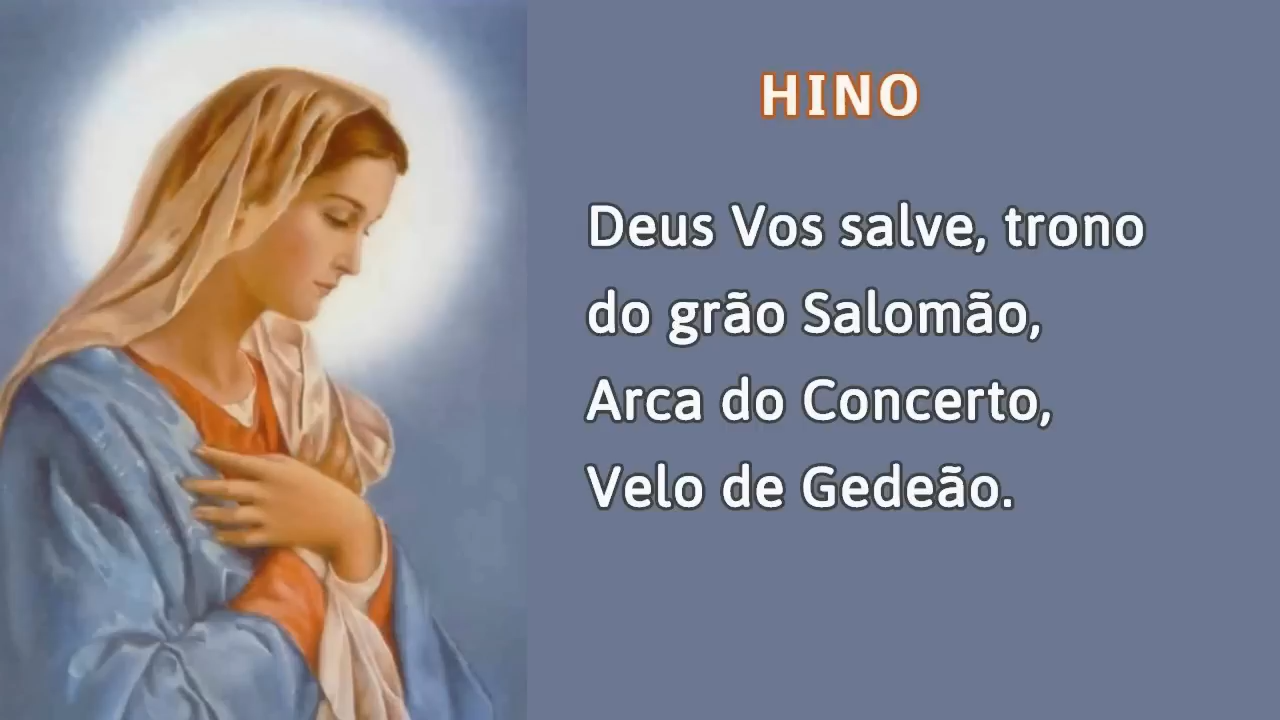 HINO
Deus Vos salve, trono
do grão Salomão,
Arca do Concerto,
Velo de Gedeão.